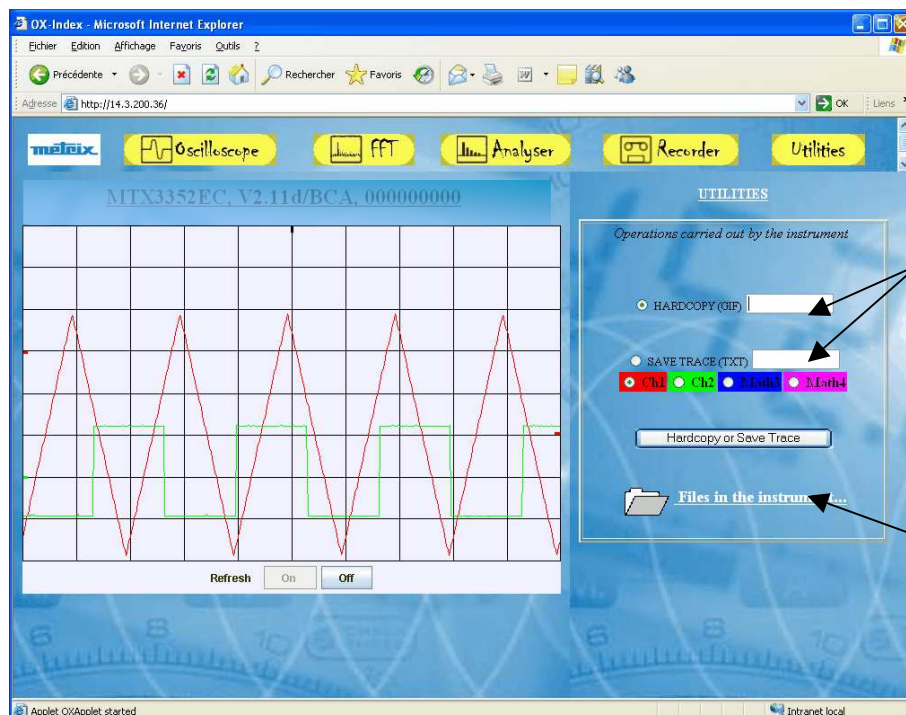 OX-Index - Microsoft Internet Explorer
Fichier Edition Affichage Favoris Outils ?
Précédente Rechercher Favoris
Adresse http://14.3.200.36/ OK Liens
metrix Oscilloscope FFT Analyser Recorder Utilities
MTX3352EC, V2.11d/BCA, 000000000
UTILITIES
Operations carried out by the instrument
HARDCOPY (GIF)
SAVE TRACE (TXT)
Ch1 Ch2 Math3 Math4
Hardcopy or Save Trace
Files in the instrument...
Refresh On Off
Applet OXApplet started Intranet local